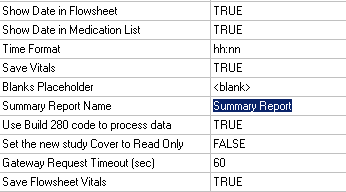 Show Date in Flowsheet TRUE
Show Date in Medication List TRUE
Time Format hh:nn
Save Vitals TRUE
Blanks Placeholder <blank>
Summary Report Name Summary Report
Use Build 280 code to process data TRUE
Set the new study Cover to Read Only FALSE
Gateway Request Timeout (sec) 60
Save Flowsheet Vitals TRUE